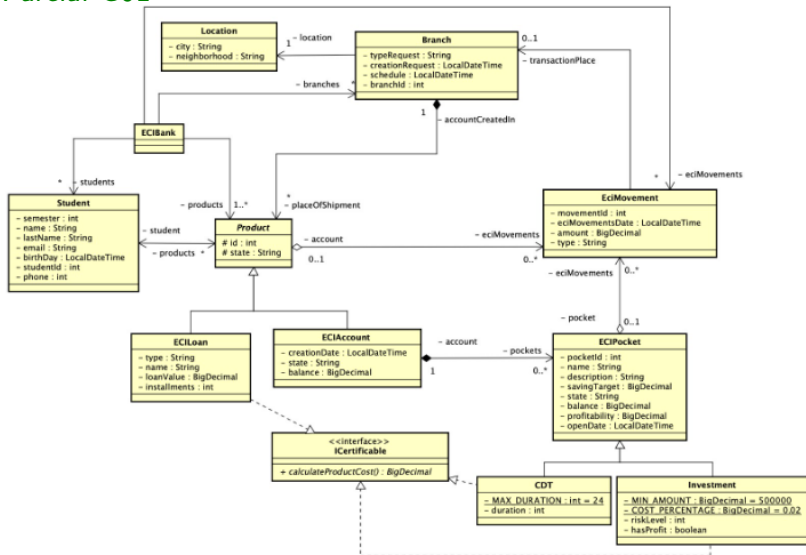 Location
- city : String
- neighborhood : String
- location
1
Branch
- typeRequest : String
- creationRequest : LocalDateTime
- schedule : LocalDateTime
- branchId : int
0..1
- transactionPlace
- branches
*
1
- accountCreatedIn
ECIBank
* - students
- products
1..*
*
- placeOfShipment
* - eciMovements
Student
- semester : int
- name : String
- lastName : String
- email : String
- birthDay : LocalDateTime
- studentId : int
- phone : int
- student
- products *
Product
# id : int
# state : String
- account
0..1
- eciMovements
0..*
EciMovement
- movementId : int
- eciMovementsDate : LocalDateTime
- amount : BigDecimal
- type : String
- eciMovements
0..*
- pocket
0..1
ECILoan
- type : String
- name : String
- loanValue : BigDecimal
- installments : int
ECIAccount
- creationDate : LocalDateTime
- state : String
- balance : BigDecimal
- account
1
- pockets
0..*
ECIPocket
- pocketId : int
- name : String
- description : String
- savingTarget : BigDecimal
- state : String
- balance : BigDecimal
- profitability : BigDecimal
- openDate : LocalDateTime
<<interface>>
ICertificable
+ calculateProductCost() : BigDecimal
CDT
- MAX_DURATION : int = 24
- duration : int
Investment
- MIN_AMOUNT : BigDecimal = 500000
- COST_PERCENTAGE : BigDecimal = 0.02
- riskLevel : int
- hasProfit : boolean